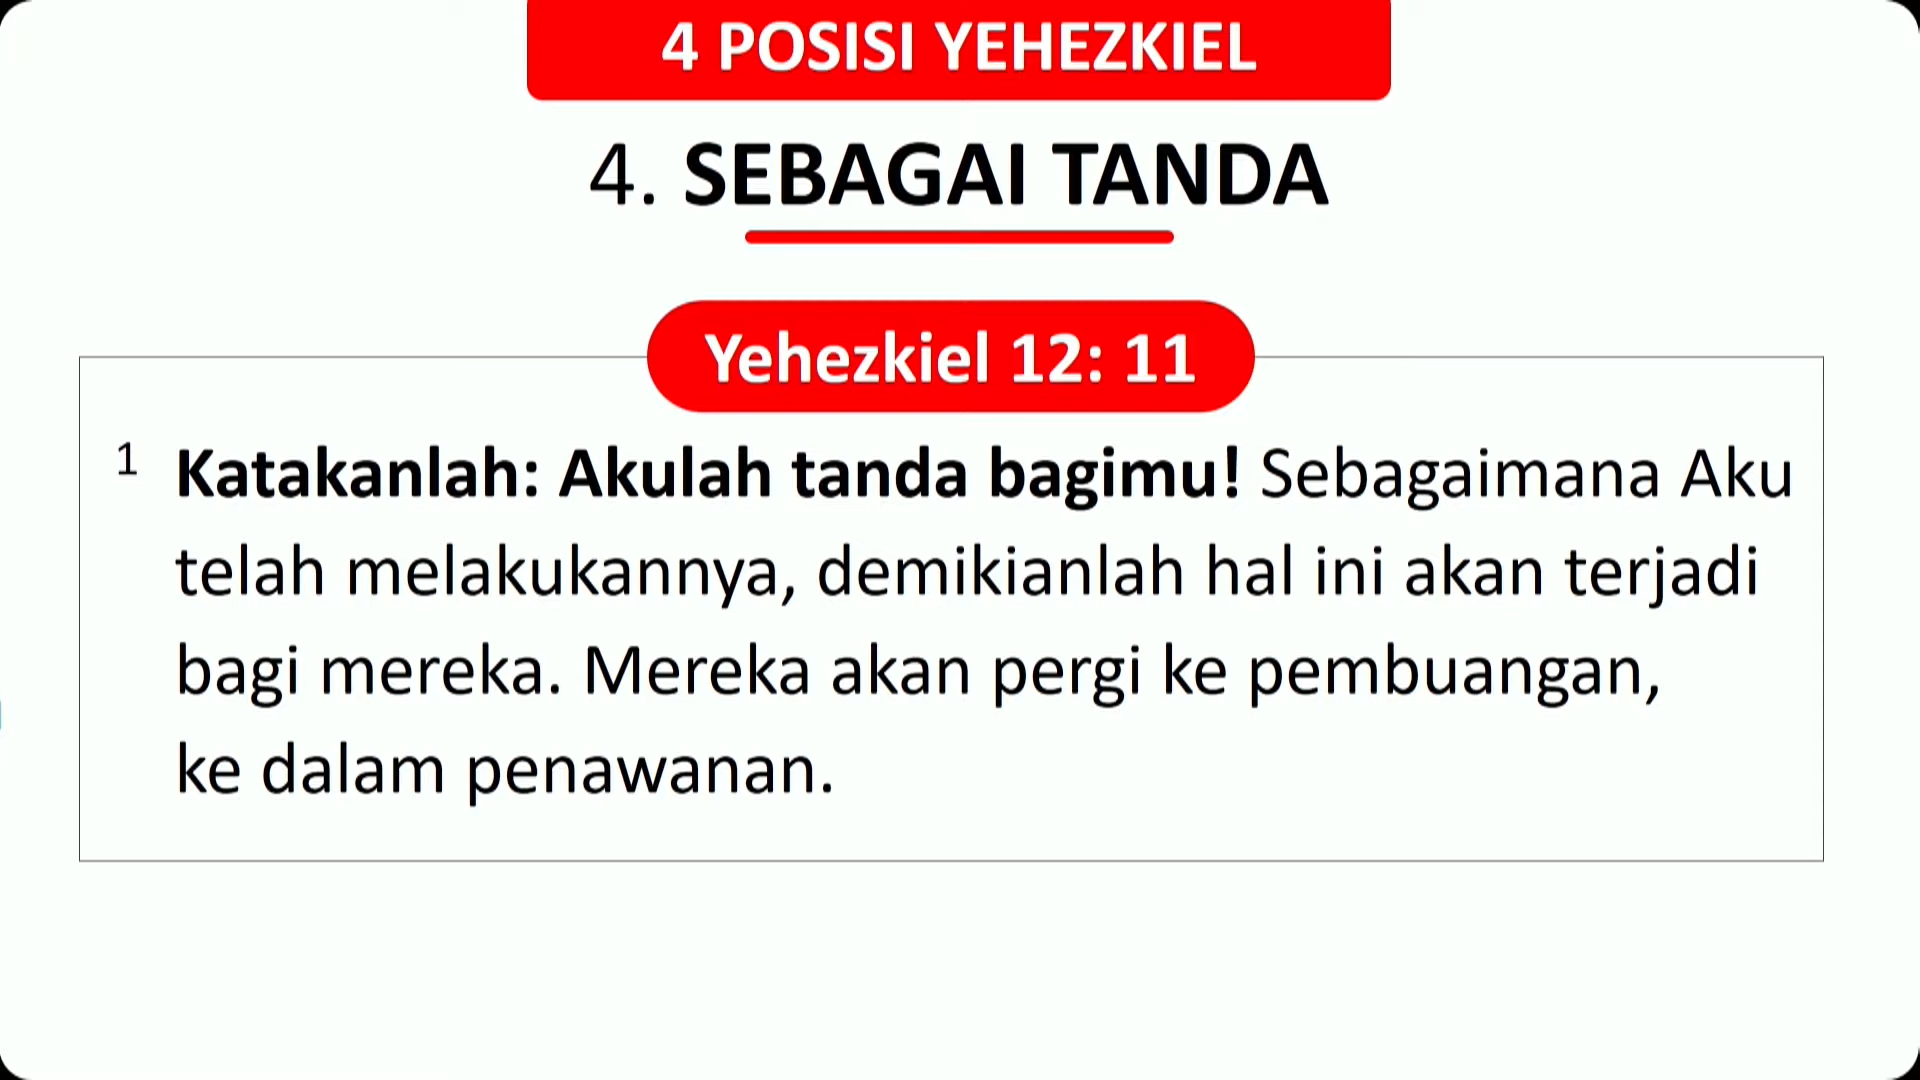 4 POSISI YEHEZKIEL
4. SEBAGAI TANDA
Yehezkiel 12: 11
1 Katakanlah: Akulah tanda bagimu! Sebagaimana Aku
telah melakukannya, demikianlah hal ini akan terjadi
bagi mereka. Mereka akan pergi ke pembuangan,
ke dalam penawanan.